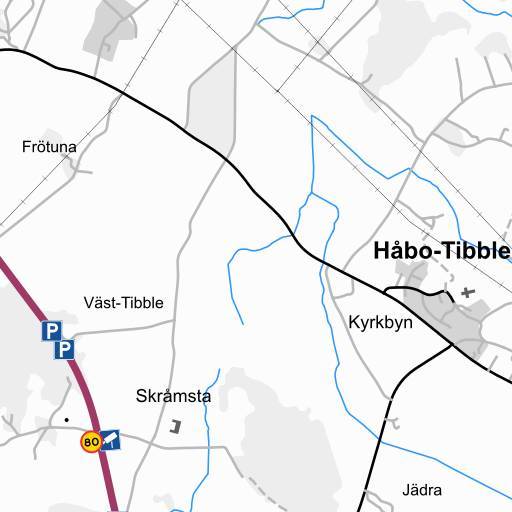 Frötuna
Håbo-Tibble
Väst-Tibble
Kyrkbyn
P
P
Skråmsta
80
Jädra